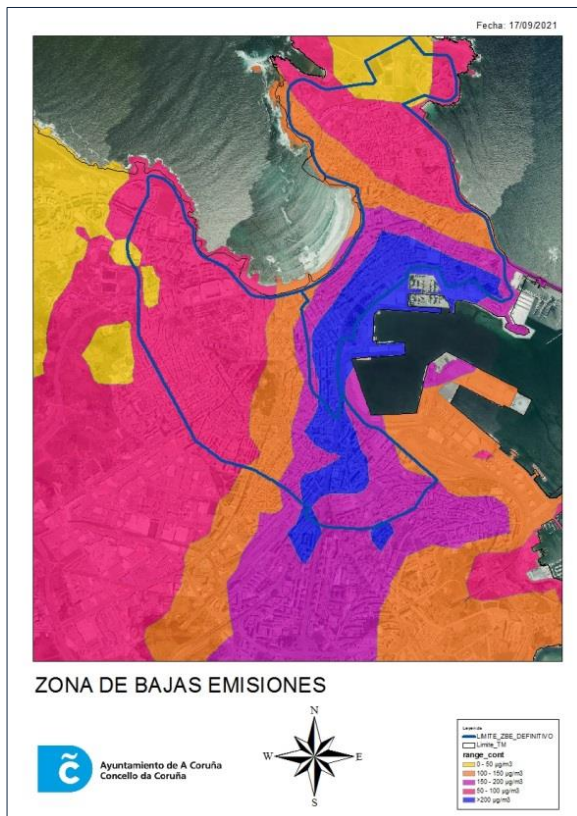 Fecha: 17/09/2021
ZONA DE BAJAS EMISIONES
Ayuntamiento de A Coruña
Concello da Coruña
N
W E
S
Leyenda
LIMITE_ZBE_DEFINITIVO
Limite_TM
range_cont
0 - 50 µg/m3
100 - 150 µg/m3
150 - 200 µg/m3
50 - 100 µg/m3
>200 µg/m3